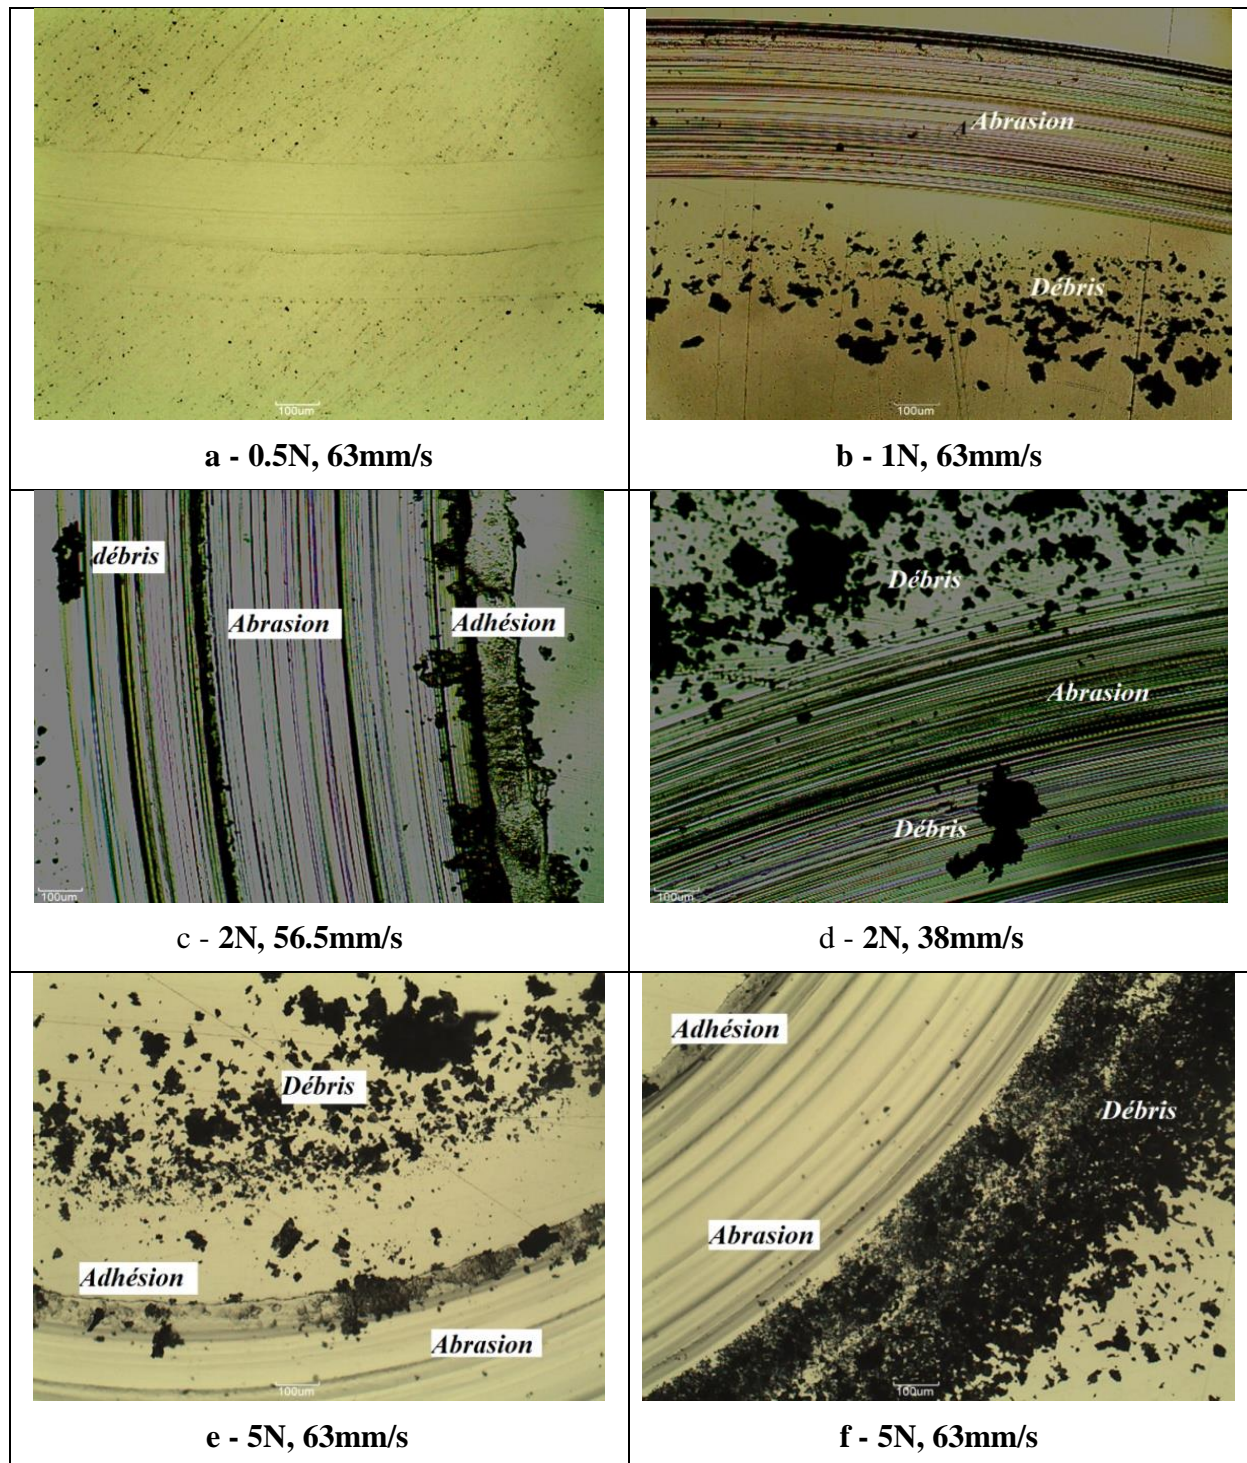 100um
a - 0.5N, 63mm/s
Abrasion
Débris
100um
b - 1N, 63mm/s
débris
Abrasion
Adhésion
100um
c - 2N, 56.5mm/s
Débris
Abrasion
Débris
100um
d - 2N, 38mm/s
Débris
Adhésion
Abrasion
100um
e - 5N, 63mm/s
Adhésion
Débris
Abrasion
100um
f - 5N, 63mm/s